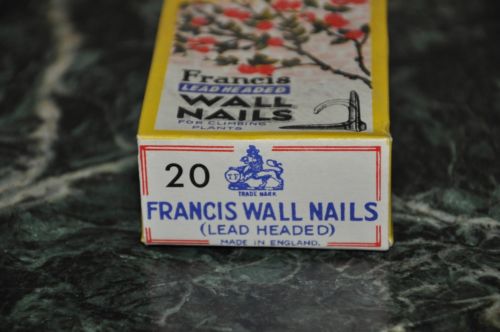 Francis
LEAD HEADED
WALL
NAILS
FOR CLIMBING
PLANTS
20
TRADE MARK
FRANCIS WALL NAILS
(LEAD HEADED)
MADE IN ENGLAND.